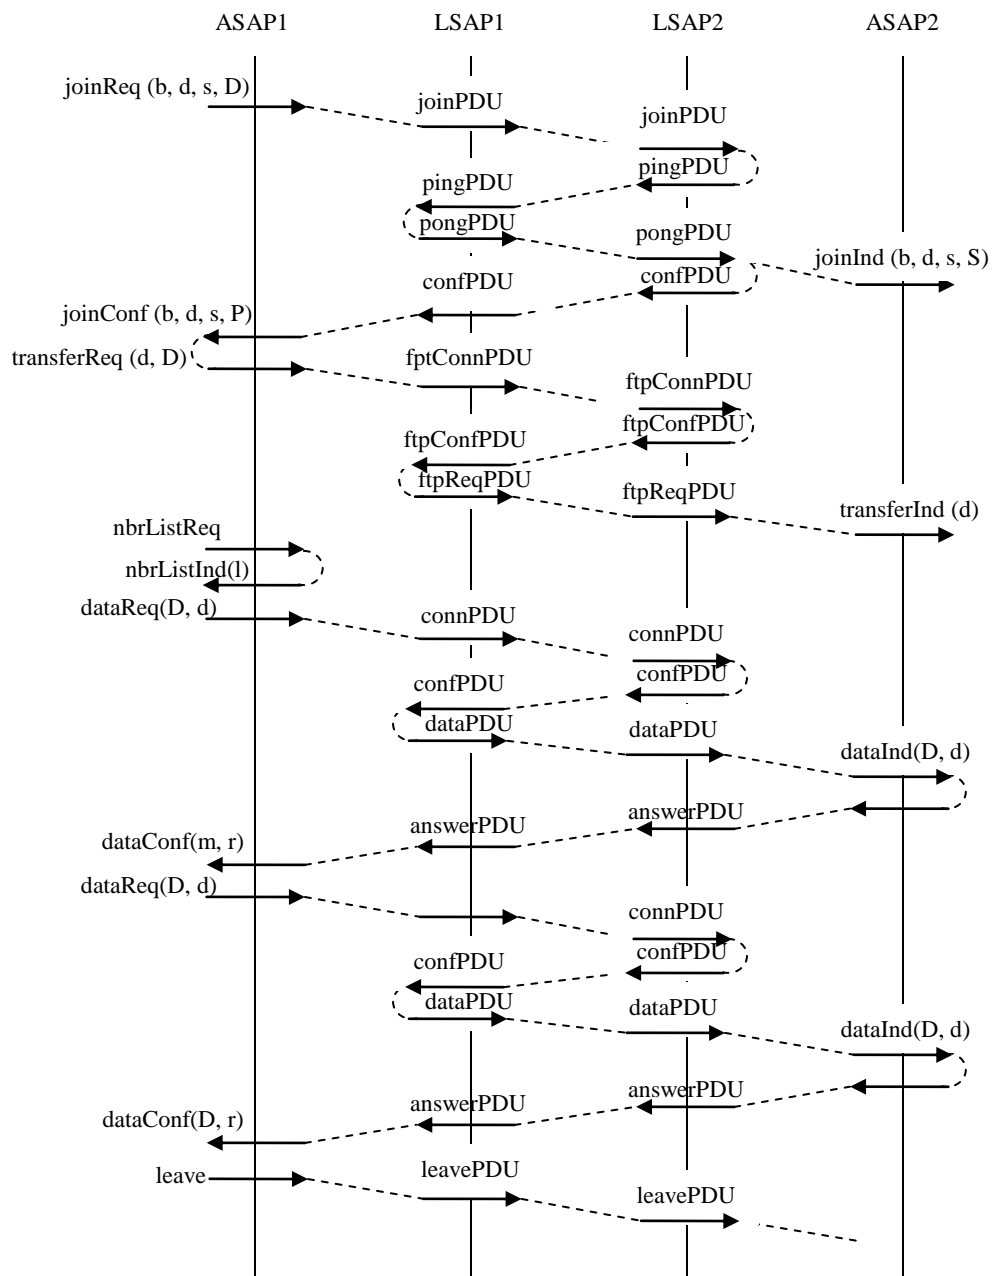 ASAP1 LSAP1 LSAP2 ASAP2
joinReq (b, d, s, D)
joinPDU
joinPDU
pingPDU
pingPDU
pongPDU
pongPDU
joinInd (b, d, s, S)
confPDU
confPDU
joinConf (b, d, s, P)
transferReq (d, D)
fptConnPDU
ftpConnPDU
ftpConfPDU
ftpConfPDU
ftpReqPDU
ftpReqPDU
transferInd (d)
nbrListReq
nbrListInd(l)
dataReq(D, d)
connPDU
connPDU
confPDU
confPDU
dataPDU
dataPDU
dataInd(D, d)
answerPDU
answerPDU
dataConf(m, r)
dataReq(D, d)
connPDU
confPDU
confPDU
dataPDU
dataPDU
dataInd(D, d)
answerPDU
answerPDU
dataConf(D, r)
leave
leavePDU
leavePDU